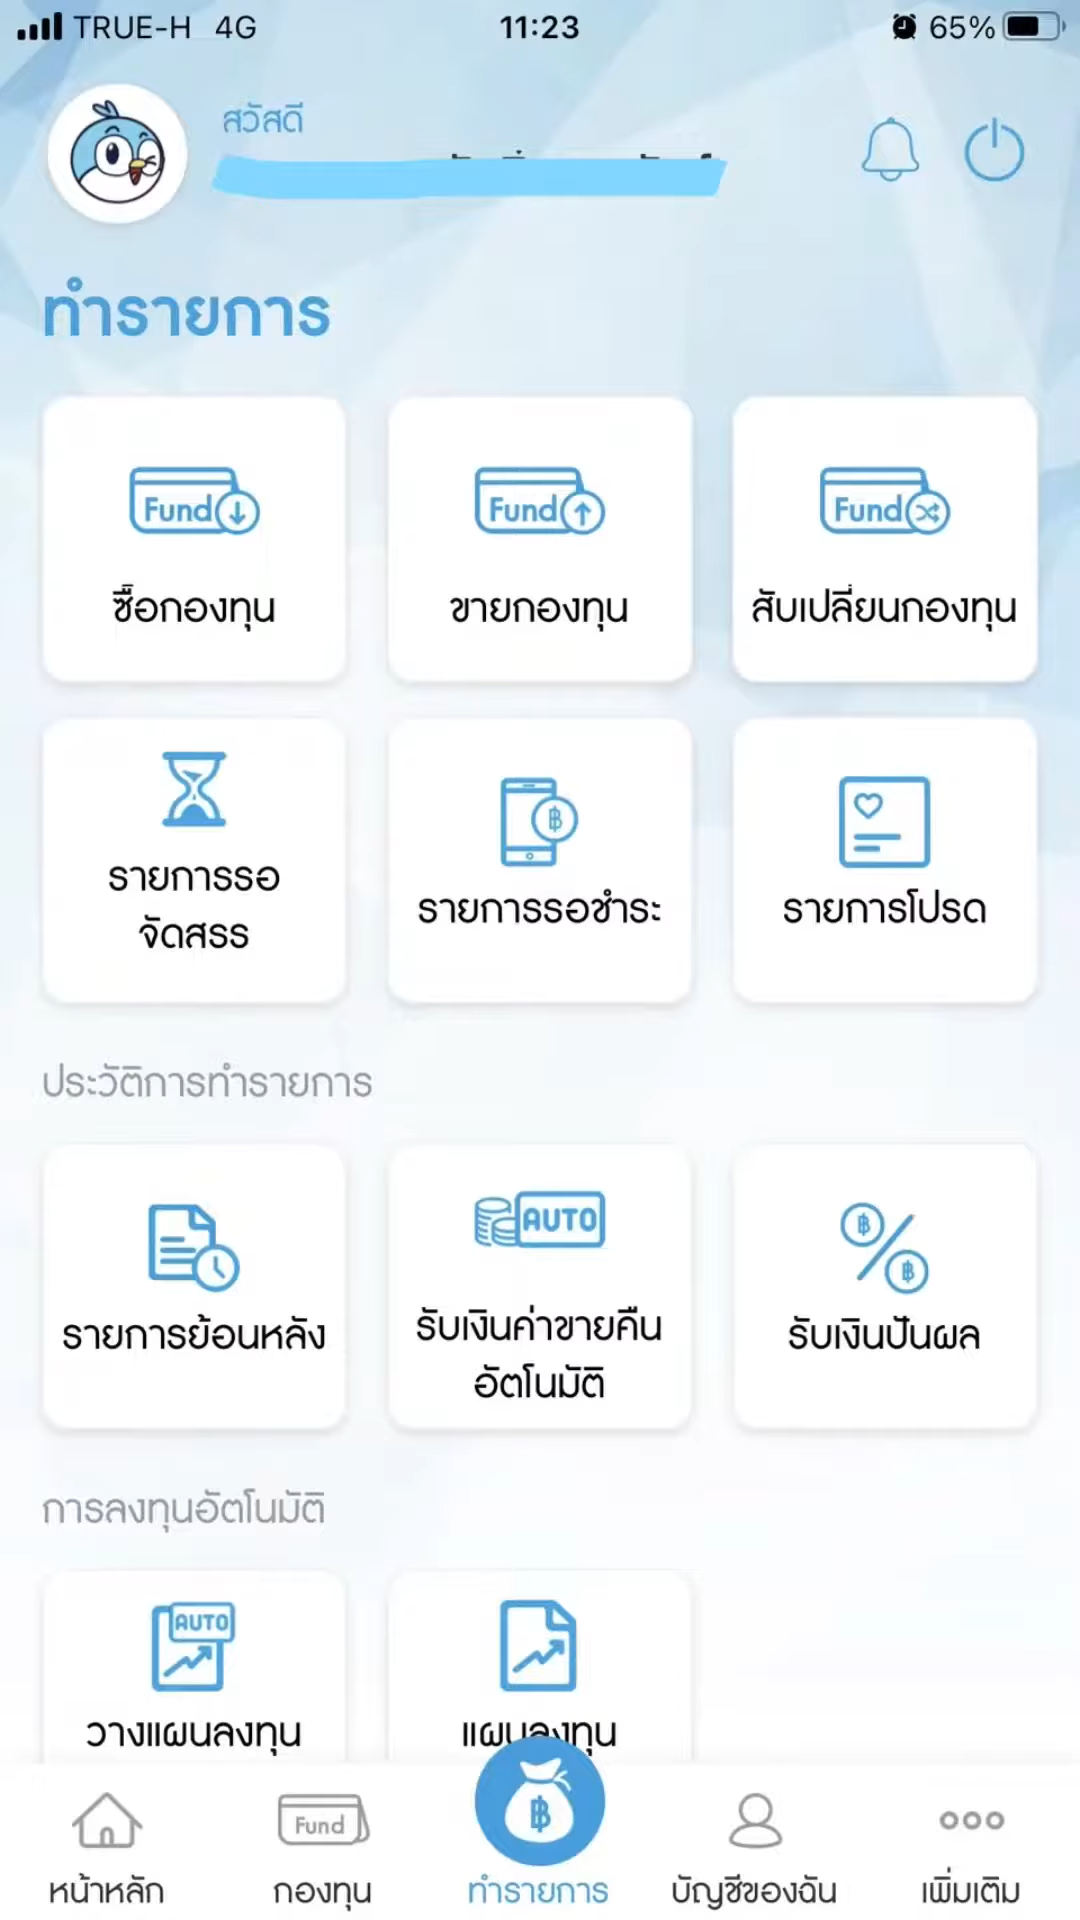 TRUE-H 4G 11:23 65%
สวัสดี
ทำรายการ
Fund Fund Fund
ซื้อกองทุน ขายกองทุน สับเปลี่ยนกองทุน
฿
รายการรอ
จัดสรร
รายการรอชำระ รายการโปรด
ประวัติการทำรายการ
AUTO ฿ ฿
รายการย้อนหลัง
รับเงินค่าขายคืน
อัตโนมัติ
รับเงินปันผล
การลงทุนอัตโนมัติ
AUTO
วางแผนลงทุน แผนลงทุน
Fund ฿
หน้าหลัก กองทุน ทำรายการ บัญชีของฉัน เพิ่มเติม